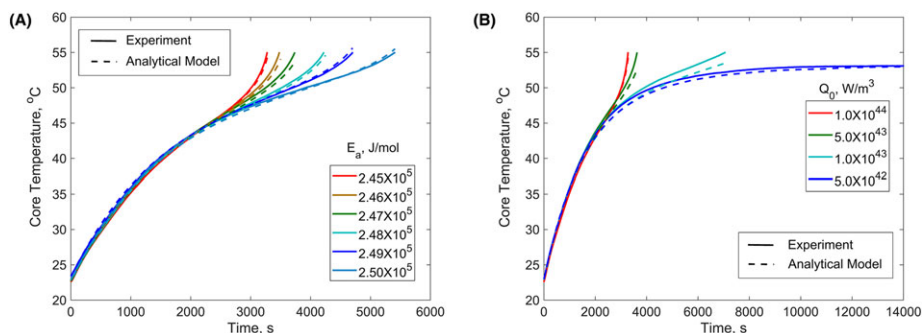 (A)
60
55
50
45
40
35
30
25
20
Core Temperature, °C
0
1000
2000
3000
4000
5000
6000
Time, s
Experiment
Analytical Model
E_a, J/mol
2.45X10^5
2.46X10^5
2.47X10^5
2.48X10^5
2.49X10^5
2.50X10^5
(B)
60
55
50
45
40
35
30
25
20
Core Temperature, °C
0
2000
4000
6000
8000
10000
12000
14000
Time, s
Q_0, W/m^3
1.0X10^44
5.0X10^43
1.0X10^43
5.0X10^42
Experiment
Analytical Model